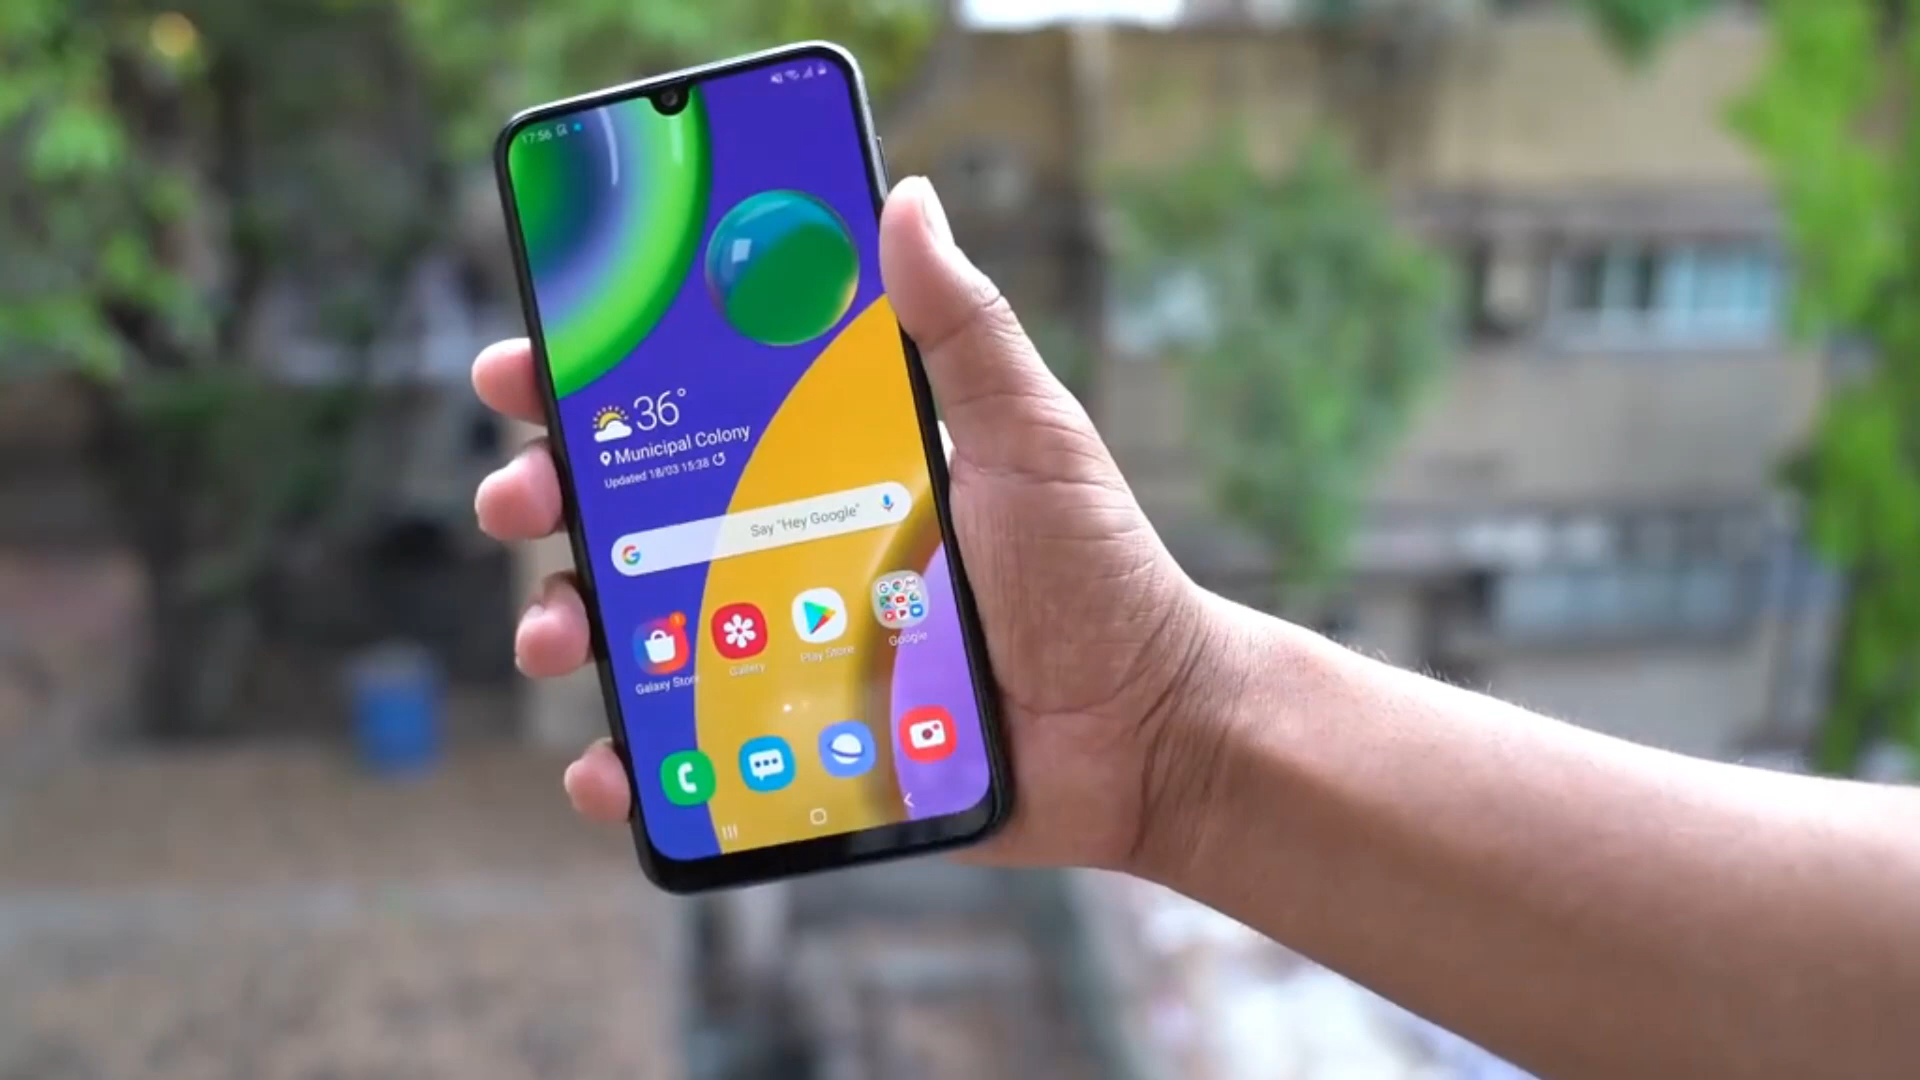 17:56
36°
Municipal Colony
Updated 18/03 15:38
Say "Hey Google"
G
1
Galaxy Store
Gallery
Play Store
Google